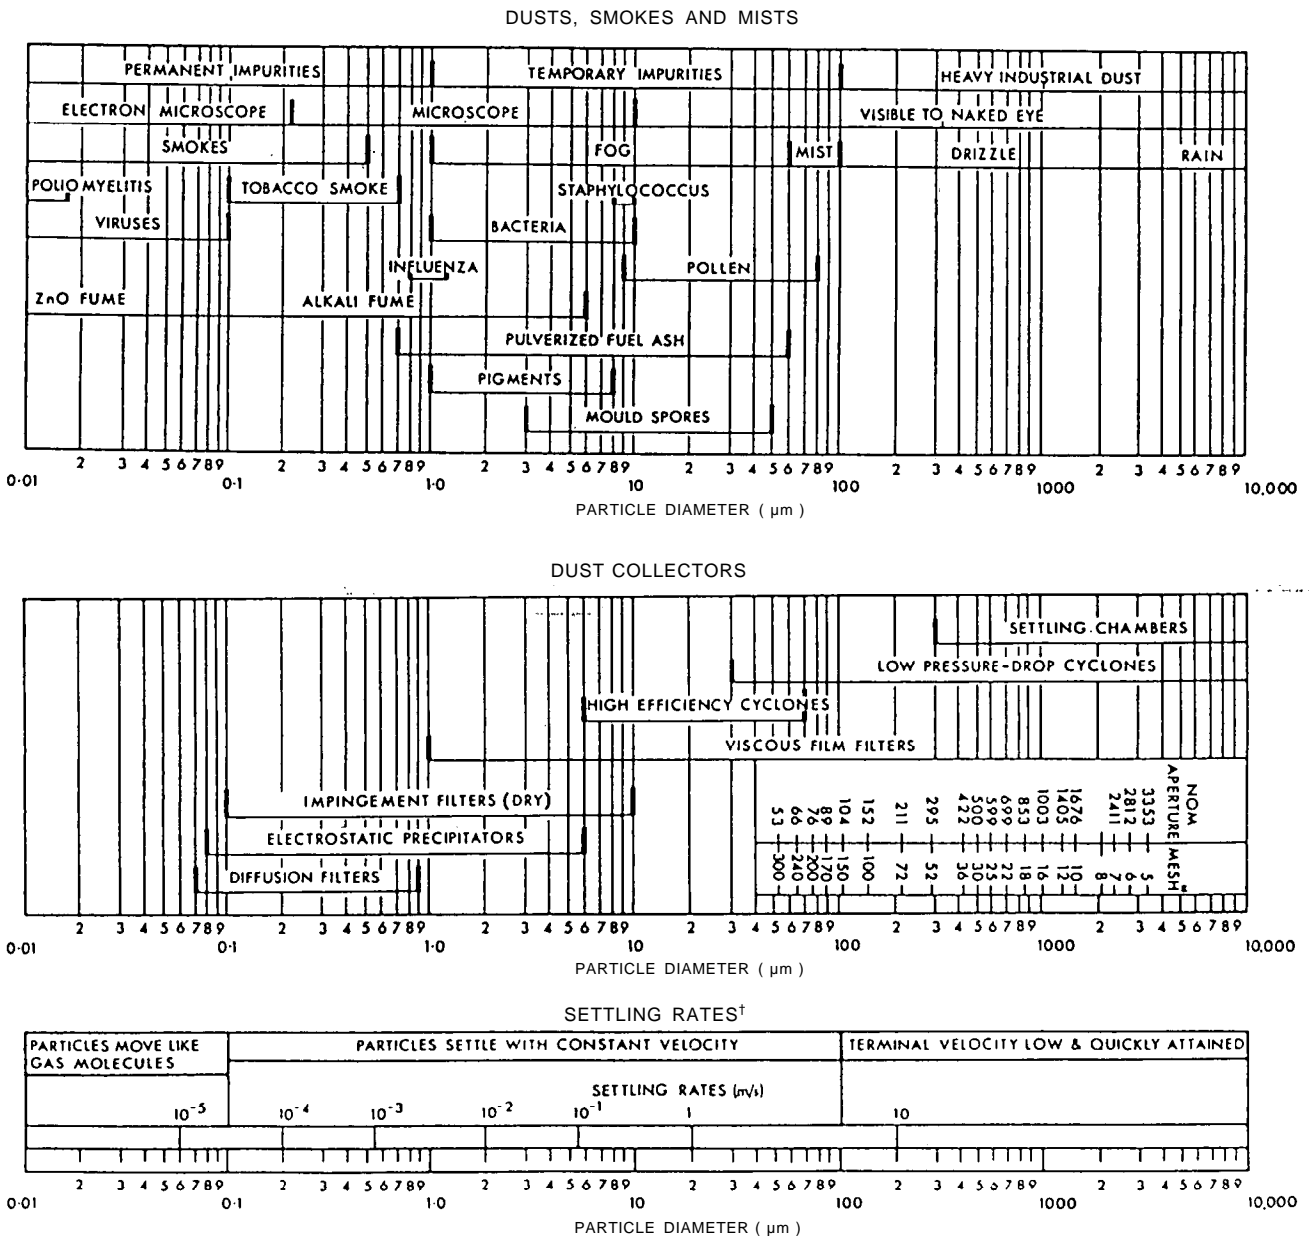 DUSTS, SMOKES AND MISTS
PERMANENT IMPURITIES TEMPORARY IMPURITIES HEAVY INDUSTRIAL DUST
ELECTRON MICROSCOPE MICROSCOPE VISIBLE TO NAKED EYE
SMOKES FOG MIST DRIZZLE RAIN
POLIOMYELITIS TOBACCO SMOKE STAPHYLOCOCCUS
VIRUSES BACTERIA
INFLUENZA POLLEN
ZnO FUME ALKALI FUME
PULVERIZED FUEL ASH
PIGMENTS
MOULD SPORES
2 3 4 5 6 7 8 9 2 3 4 5 6 7 8 9 2 3 4 5 6 7 8 9 2 3 4 5 6 7 8 9 2 3 4 5 6 7 8 9 2 3 4 5 6 7 8 9
0·01 0·1 1·0 10 100 1000 10,000
PARTICLE DIAMETER ( µm )
DUST COLLECTORS
SETTLING CHAMBERS
LOW PRESSURE-DROP CYCLONES
HIGH EFFICIENCY CYCLONES
VISCOUS FILM FILTERS
IMPINGEMENT FILTERS (DRY)
ELECTROSTATIC PRECIPITATORS
DIFFUSION FILTERS
NOM APERTURE
53 66 76 89 104 152 211 295 422 500 599 699 853 1003 1405 1676 2411 2812 3353
MESH
300 240 200 170 150 100 72 52 36 30 25 22 18 16 12 10 8 7 6 5
2 3 4 5 6 7 8 9 2 3 4 5 6 7 8 9 2 3 4 5 6 7 8 9 2 3 4 5 6 7 8 9 2 3 4 5 6 7 8 9 2 3 4 5 6 7 8 9
0·01 0·1 1·0 10 100 1000 10,000
PARTICLE DIAMETER ( µm )
SETTLING RATES†
PARTICLES MOVE LIKE PARTICLES SETTLE WITH CONSTANT VELOCITY TERMINAL VELOCITY LOW & QUICKLY ATTAINED
GAS MOLECULES
SETTLING RATES (m/s)
10⁻⁵ 10⁻⁴ 10⁻³ 10⁻² 10⁻¹ 1 10
2 3 4 5 6 7 8 9 2 3 4 5 6 7 8 9 2 3 4 5 6 7 8 9 2 3 4 5 6 7 8 9 2 3 4 5 6 7 8 9 2 3 4 5 6 7 8 9
0·01 0·1 1·0 10 100 1000 10,000
PARTICLE DIAMETER ( µm )